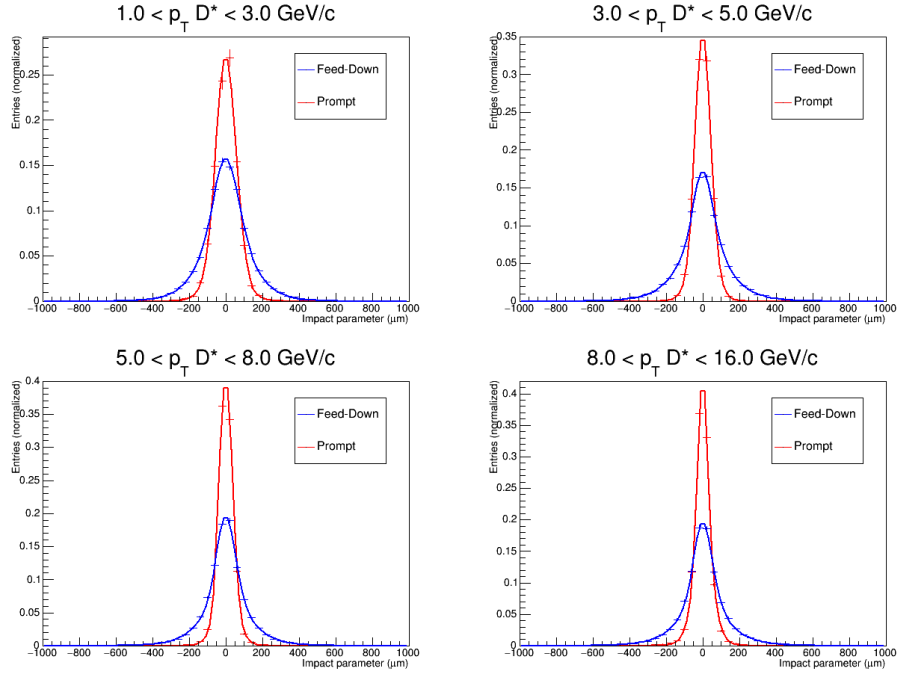 1.0 < p_T D* < 3.0 GeV/c
Entries (normalized)
0.25
0.2
0.15
0.1
0.05
0
Feed-Down
Prompt
−1000 −800 −600 −400 −200 0 200 400 600 800 1000
Impact parameter (μm)
3.0 < p_T D* < 5.0 GeV/c
Entries (normalized)
0.35
0.3
0.25
0.2
0.15
0.1
0.05
0
Feed-Down
Prompt
−1000 −800 −600 −400 −200 0 200 400 600 800 1000
Impact parameter (μm)
5.0 < p_T D* < 8.0 GeV/c
Entries (normalized)
0.4
0.35
0.3
0.25
0.2
0.15
0.1
0.05
0
Feed-Down
Prompt
−1000 −800 −600 −400 −200 0 200 400 600 800 1000
Impact parameter (μm)
8.0 < p_T D* < 16.0 GeV/c
Entries (normalized)
0.4
0.35
0.3
0.25
0.2
0.15
0.1
0.05
0
Feed-Down
Prompt
−1000 −800 −600 −400 −200 0 200 400 600 800 1000
Impact parameter (μm)